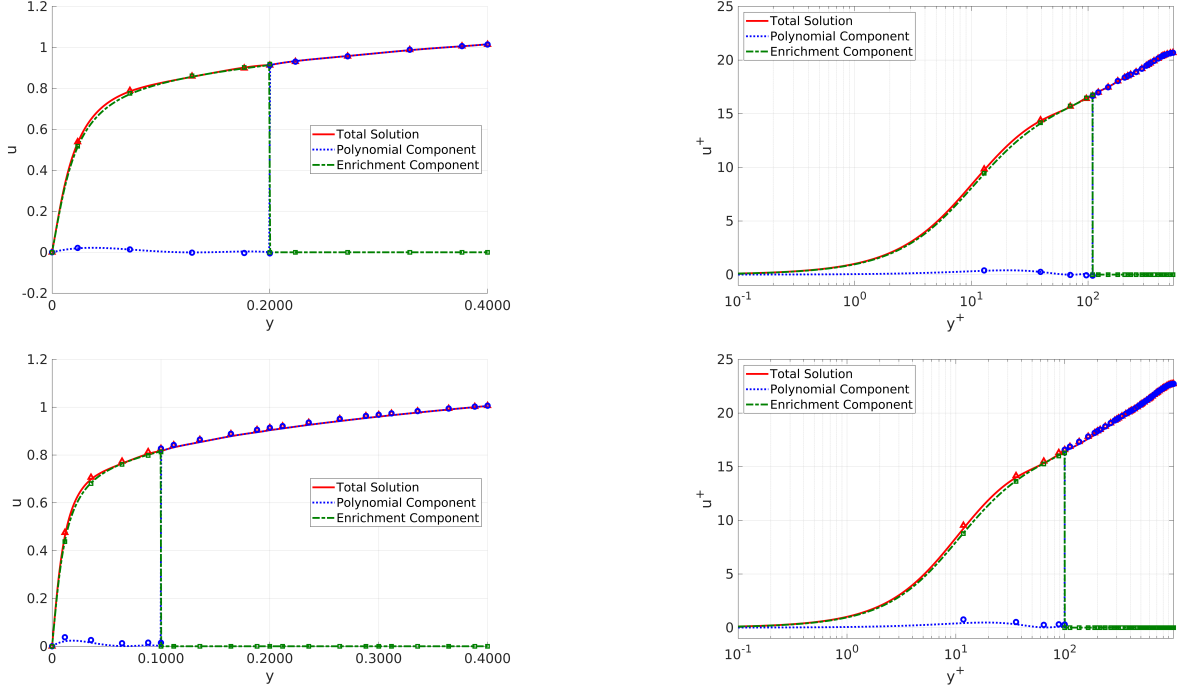 u
1.2
1
0.8
0.6
0.4
0.2
0
-0.2
Total Solution
Polynomial Component
Enrichment Component
0 0.2000 0.4000
y
u+
25
20
15
10
5
0
Total Solution
Polynomial Component
Enrichment Component
10-1 100 101 102
y+
u
1.2
1
0.8
0.6
0.4
0.2
0
Total Solution
Polynomial Component
Enrichment Component
0 0.1000 0.2000 0.3000 0.4000
y
u+
25
20
15
10
5
0
Total Solution
Polynomial Component
Enrichment Component
10-1 100 101 102
y+